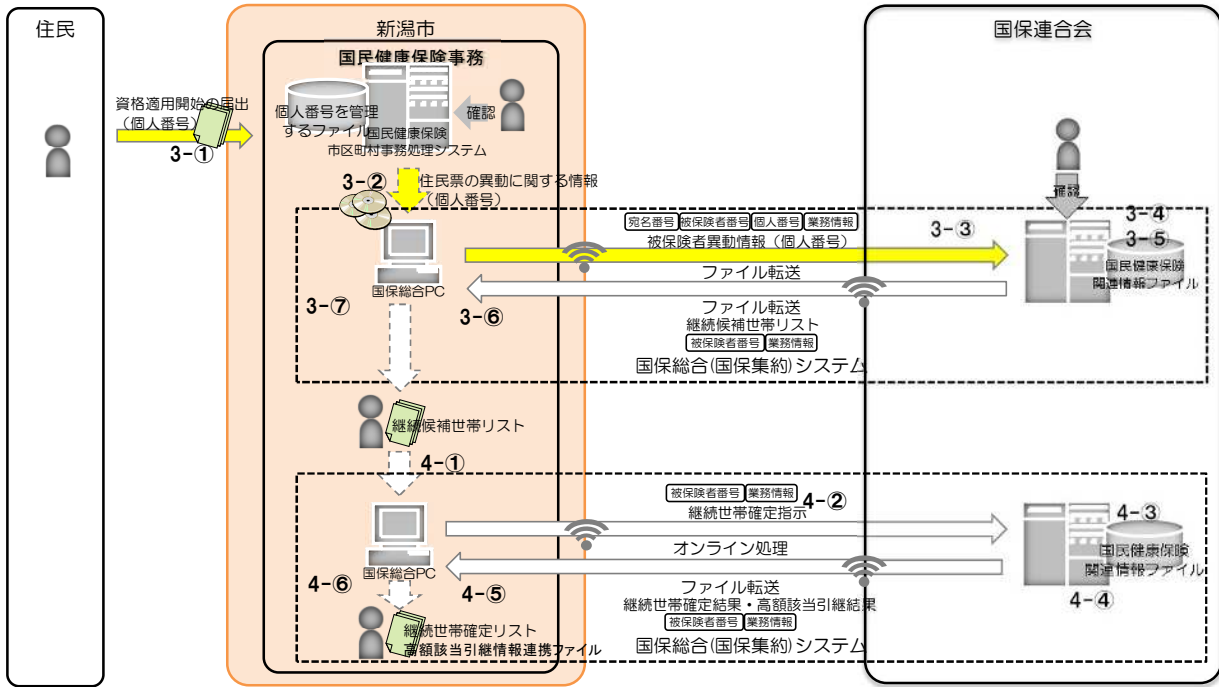 住民
新潟市
国保連合会
国民健康保険事務
資格適用開始の届出
（個人番号）
3-①
個人番号を管理
するファイル
国民健康保険
市区町村事務処理システム
確認
確認
3-②
住民票の異動に関する情報
（個人番号）
宛名番号 被保険者番号 個人番号 業務情報
被保険者異動情報（個人番号）
3-③
3-④
3-⑤
国民健康保険
関連情報ファイル
ファイル転送
国保総合PC
3-⑦
3-⑥
ファイル転送
継続候補世帯リスト
被保険者番号 業務情報
国保総合(国保集約)システム
継続候補世帯リスト
4-①
被保険者番号 業務情報
4-②
継続世帯確定指示
4-③
国民健康保険
関連情報ファイル
オンライン処理
国保総合PC
4-⑥
4-⑤
ファイル転送
継続世帯確定結果・高額該当引継結果
被保険者番号 業務情報
4-④
継続世帯確定リスト
高額該当引継情報連携ファイル
国保総合(国保集約)システム